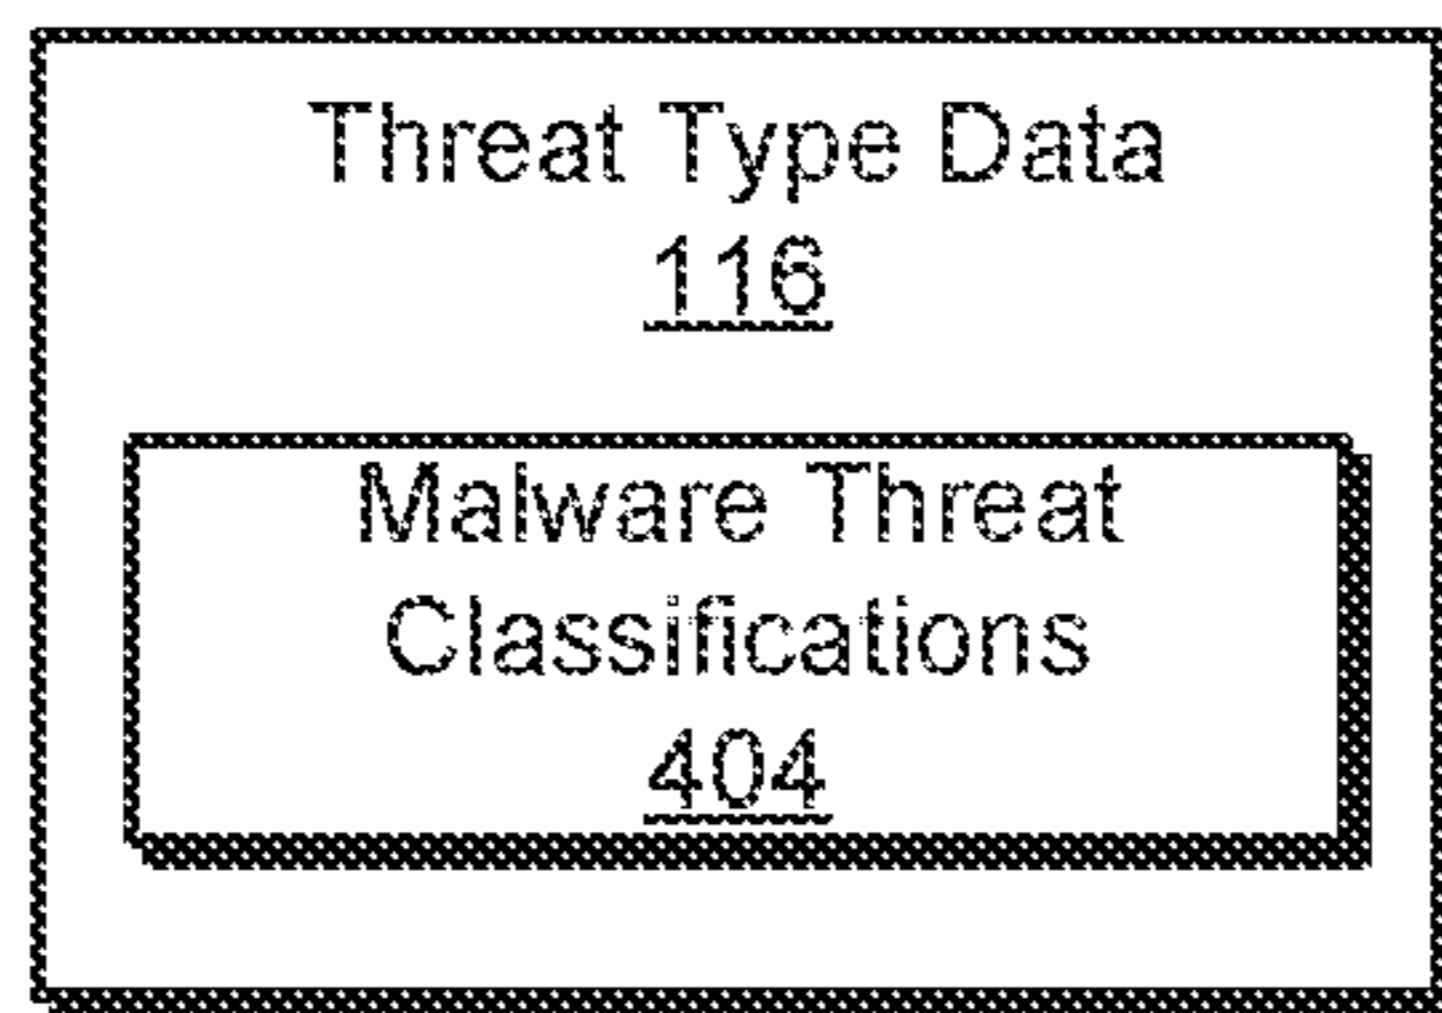 Threat Type Data
116
Malware Threat
Classifications
404